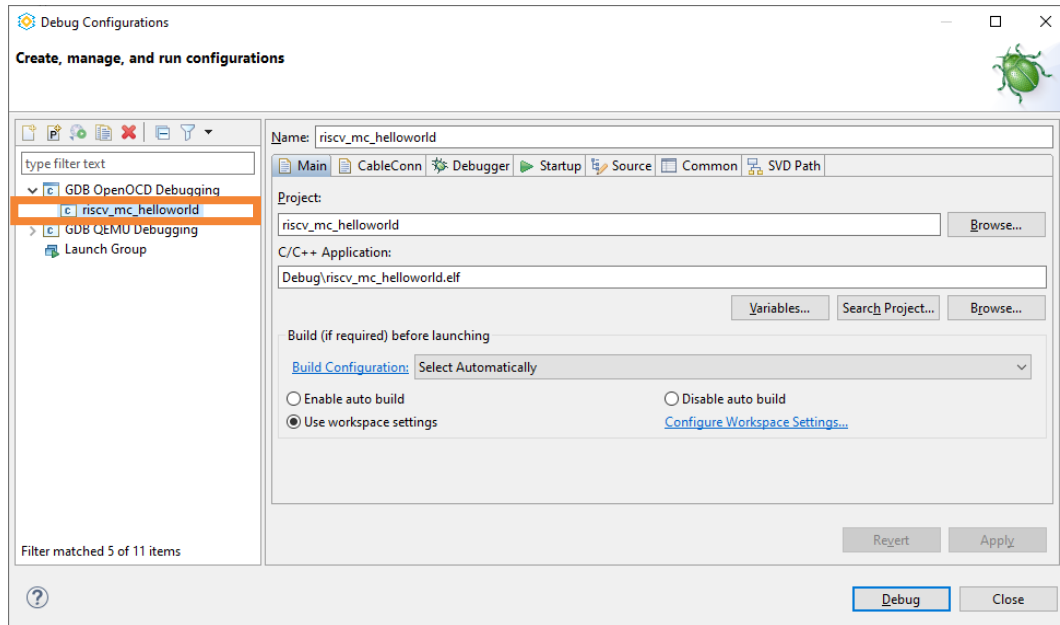 Debug Configurations
Create, manage, and run configurations
Name: riscv_mc_helloworld
type filter text
Main CableConn Debugger Startup Source Common SVD Path
GDB OpenOCD Debugging
riscv_mc_helloworld
GDB QEMU Debugging
Launch Group
Filter matched 5 of 11 items
Project:
riscv_mc_helloworld
Browse...
C/C++ Application:
Debug\riscv_mc_helloworld.elf
Variables... Search Project... Browse...
Build (if required) before launching
Build Configuration: Select Automatically
Enable auto build Disable auto build
Use workspace settings Configure Workspace Settings...
Revert Apply
Debug Close